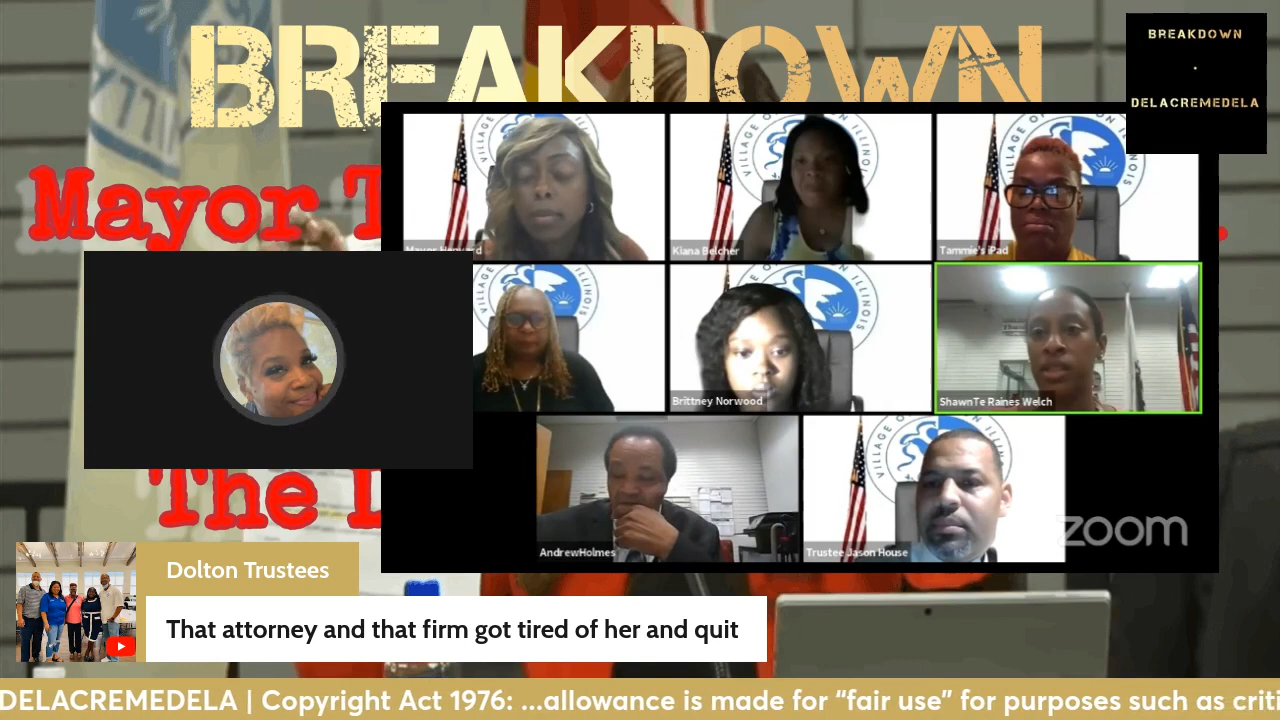 BREAKDOWN
BREAKDOWN
DELACREMEDELA
Mayor T
Mayor Henyard
Kiana Belcher
Tammie's iPad
Brittney Norwood
ShawnTe Raines Welch
AndrewHolmes
Trustee Jason House
zoom
The
Dolton Trustees
That attorney and that firm got tired of her and quit
DELACREMEDELA | Copyright Act 1976: ...allowance is made for “fair use” for purposes such as criti